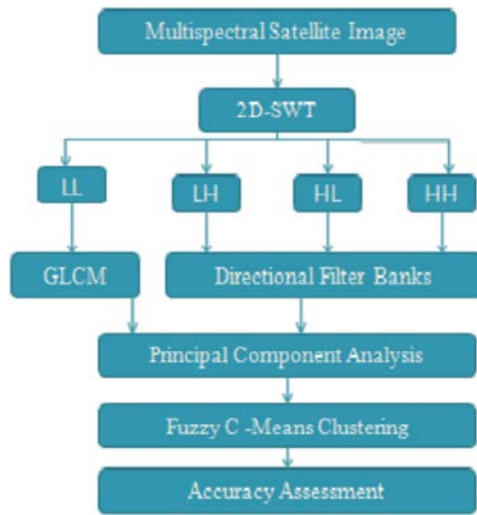 Multispectral Satellite Image
2D-SWT
LL
LH
HL
HH
GLCM
Directional Filter Banks
Principal Component Analysis
Fuzzy C -Means Clustering
Accuracy Assessment